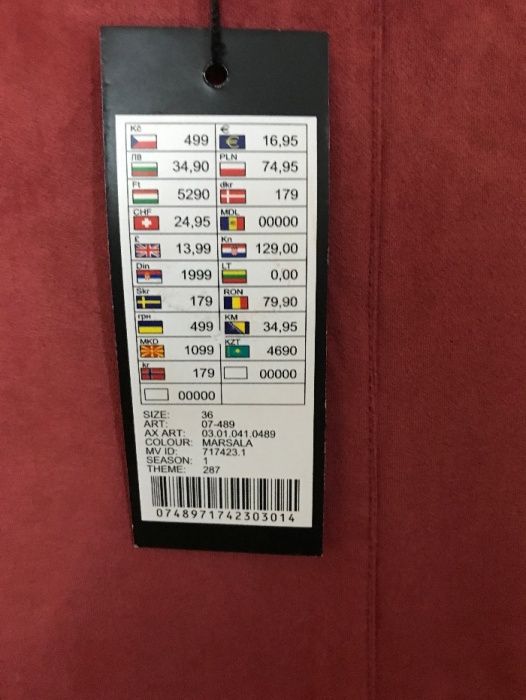 Kč 499 € 16,95
лв 34,90 PLN 74,95
Ft 5290 dkr 179
CHF 24,95 MDL 00000
£ 13,99 Kn 129,00
Din 1999 LT 0,00
Skr 179 RON 79,90
грн 499 KM 34,95
MKD 1099 KZT 4690
kr 179 00000
00000
SIZE: 36
ART: 07-489
AX ART: 03.01.041.0489
COLOUR: MARSALA
MV ID: 717423.1
SEASON: 1
THEME: 287
0748971742303014